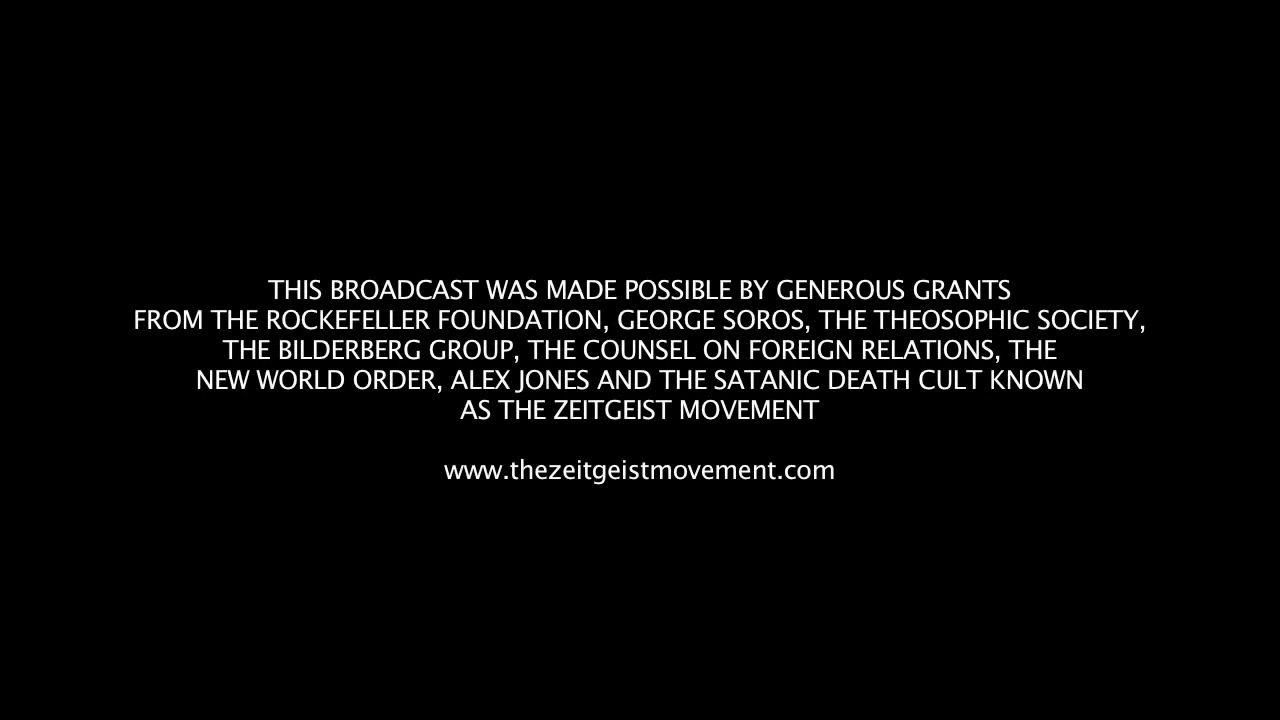 THIS BROADCAST WAS MADE POSSIBLE BY GENEROUS GRANTS
FROM THE ROCKEFELLER FOUNDATION, GEORGE SOROS, THE THEOSOPHIC SOCIETY,
THE BILDERBERG GROUP, THE COUNSEL ON FOREIGN RELATIONS, THE
NEW WORLD ORDER, ALEX JONES AND THE SATANIC DEATH CULT KNOWN
AS THE ZEITGEIST MOVEMENT
www.thezeitgeistmovement.com